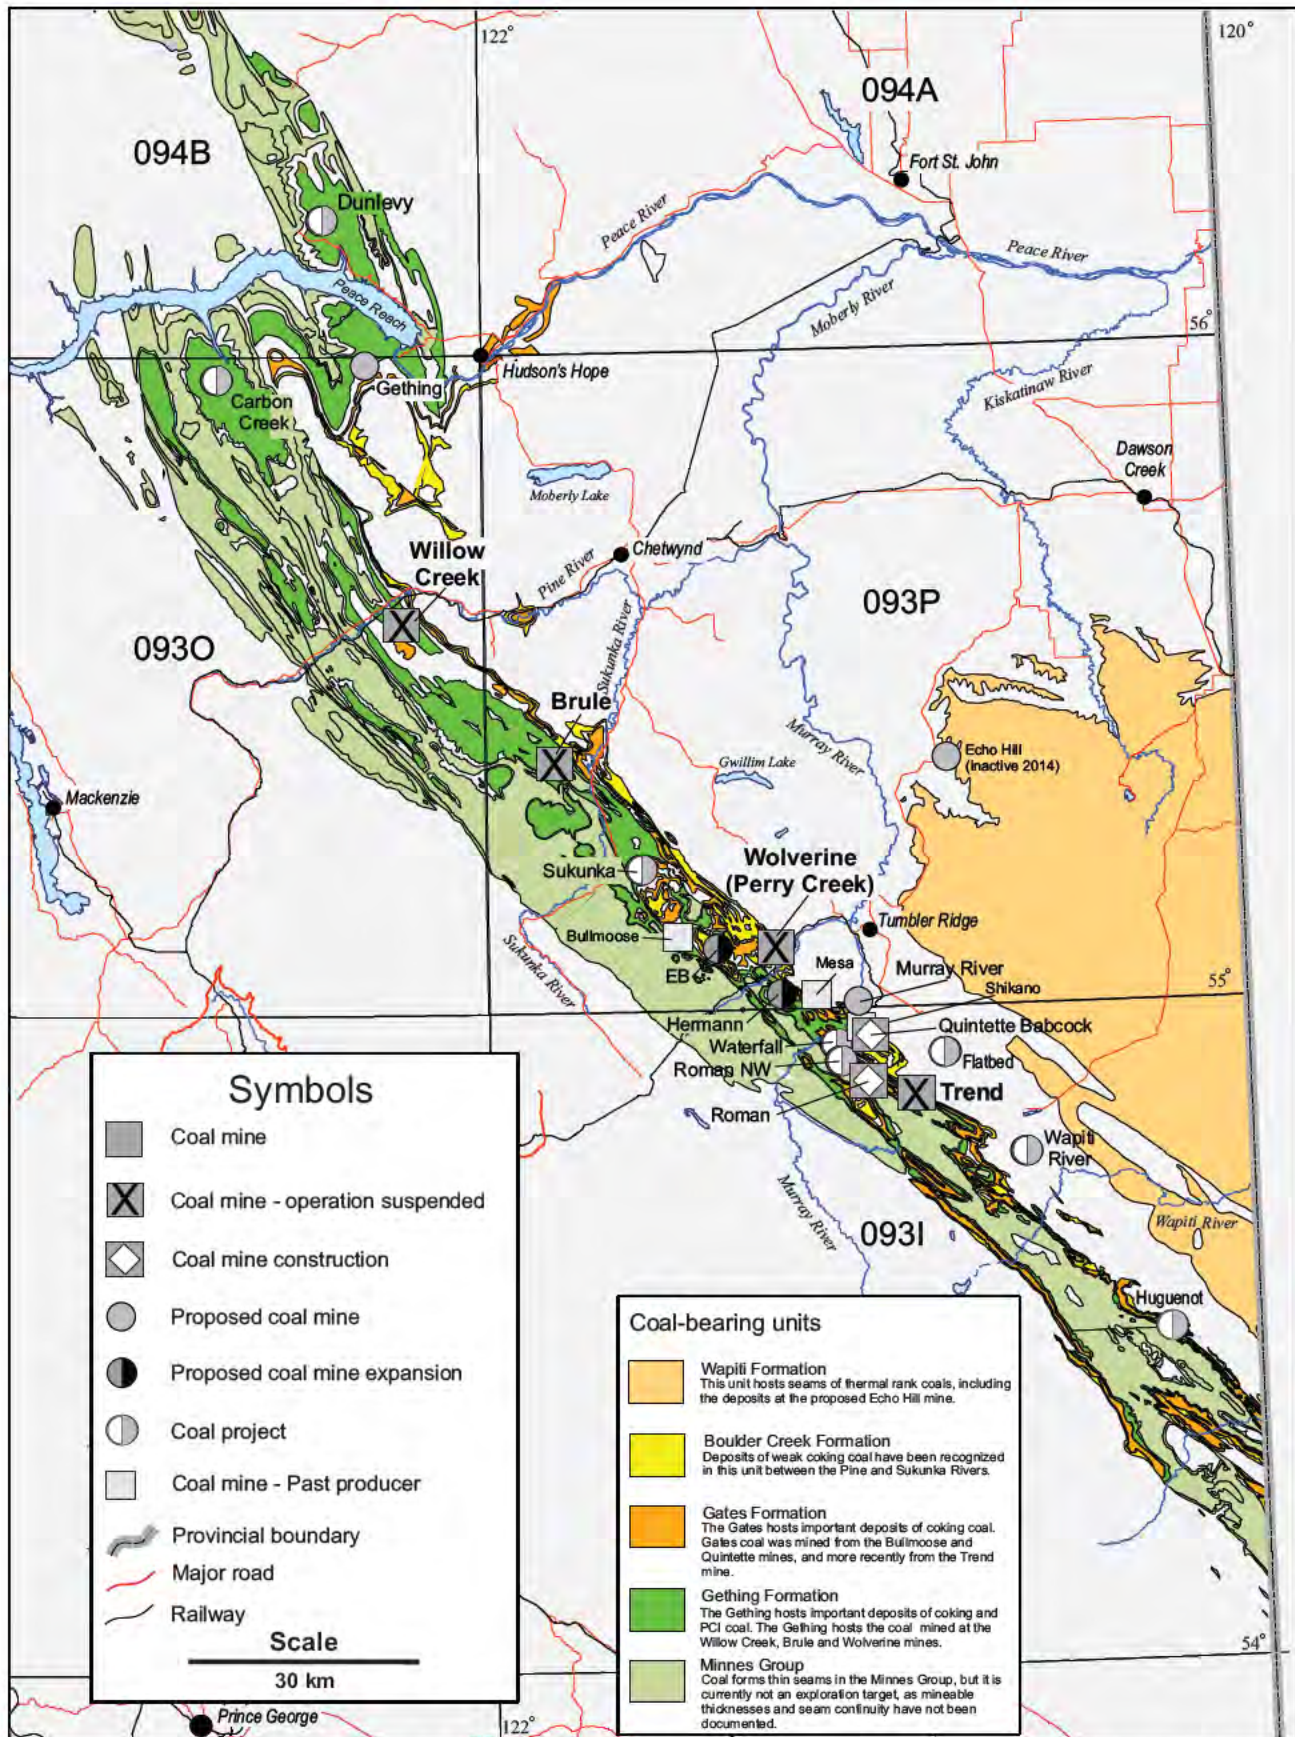 122°
120°
094A
094B
Fort St. John
Dunlevy
Peace River
Peace River
Peace Reach
Moberly River
56°
Hudson's Hope
Gething
Carbon
Creek
Kiskatinaw River
Dawson
Creek
Moberly Lake
Willow
Creek
Chetwynd
Pine River
093P
093O
Sukunka River
Brule
Murray River
Gwillim Lake
Echo Hill
(inactive 2014)
Mackenzie
Wolverine
(Perry Creek)
Sukunka
Tumbler Ridge
Bullmoose
Sukunka River
EB
Mesa
Murray River
Shikano
55°
Hermann
Quintette Babcock
Waterfall
Roman NW
Flatbed
Trend
Roman
Wapiti
River
Murray River
093I
Wapiti River
Huguenot
Symbols
Coal mine
Coal mine - operation suspended
Coal mine construction
Proposed coal mine
Proposed coal mine expansion
Coal project
Coal mine - Past producer
Provincial boundary
Major road
Railway
Scale
30 km
Coal-bearing units
Wapiti Formation
This unit hosts seams of thermal rank coals, including
the deposits at the proposed Echo Hill mine.
Boulder Creek Formation
Deposits of weak coking coal have been recognized
in this unit between the Pine and Sukunka Rivers.
Gates Formation
The Gates hosts important deposits of coking coal.
Gates coal was mined from the Bullmoose and
Quintette mines, and more recently from the Trend
mine.
Gething Formation
The Gething hosts important deposits of coking and
PCI coal. The Gething hosts the coal mined at the
Willow Creek, Brule and Wolverine mines.
Minnes Group
Coal forms thin seams in the Minnes Group, but it is
currently not an exploration target, as mineable
thicknesses and seam continuity have not been
documented.
54°
Prince George
122°